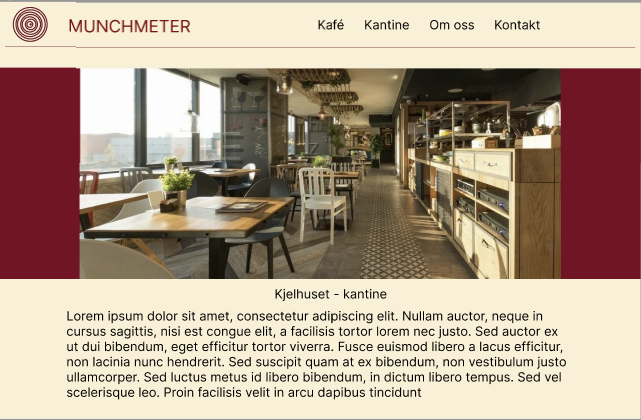 MUNCHMETER
Kafé Kantine Om oss Kontakt
Kjelhuset - kantine
Lorem ipsum dolor sit amet, consectetur adipiscing elit. Nullam auctor, neque in
cursus sagittis, nisi est congue elit, a facilisis tortor lorem nec justo. Sed auctor ex
ut dui bibendum, eget efficitur tortor viverra. Fusce euismod libero a lacus efficitur,
non lacinia nunc hendrerit. Sed suscipit quam at ex bibendum, non vestibulum justo
ullamcorper. Sed luctus metus id libero bibendum, in dictum libero tempus. Sed vel
scelerisque leo. Proin facilisis velit in arcu dapibus tincidunt